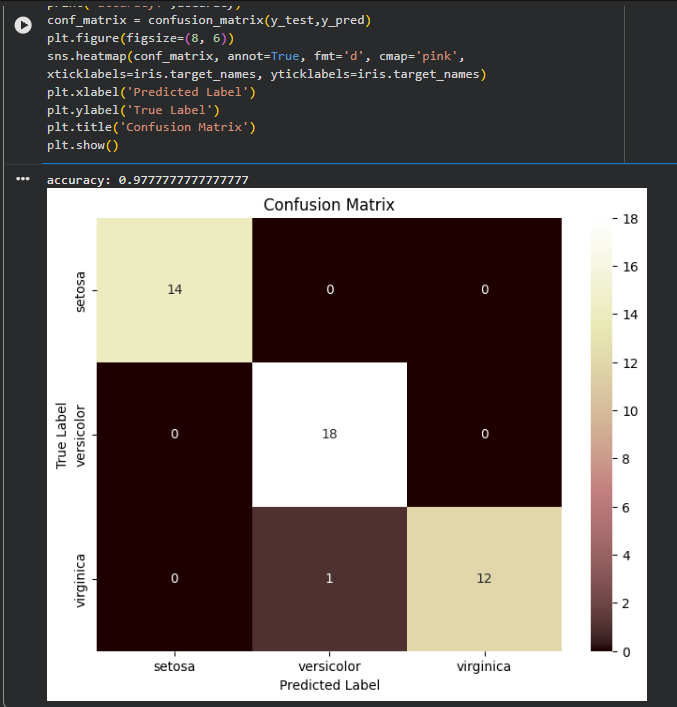 conf_matrix = confusion_matrix(y_test,y_pred)
plt.figure(figsize=(8, 6))
sns.heatmap(conf_matrix, annot=True, fmt='d', cmap='pink',
xticklabels=iris.target_names, yticklabels=iris.target_names)
plt.xlabel('Predicted Label')
plt.ylabel('True Label')
plt.title('Confusion Matrix')
plt.show()
accuracy: 0.9777777777777777
Confusion Matrix
18
16
14
12
10
8
6
4
2
0
True Label
setosa
14 0 0
versicolor
0 18 0
virginica
0 1 12
setosa versicolor virginica
Predicted Label